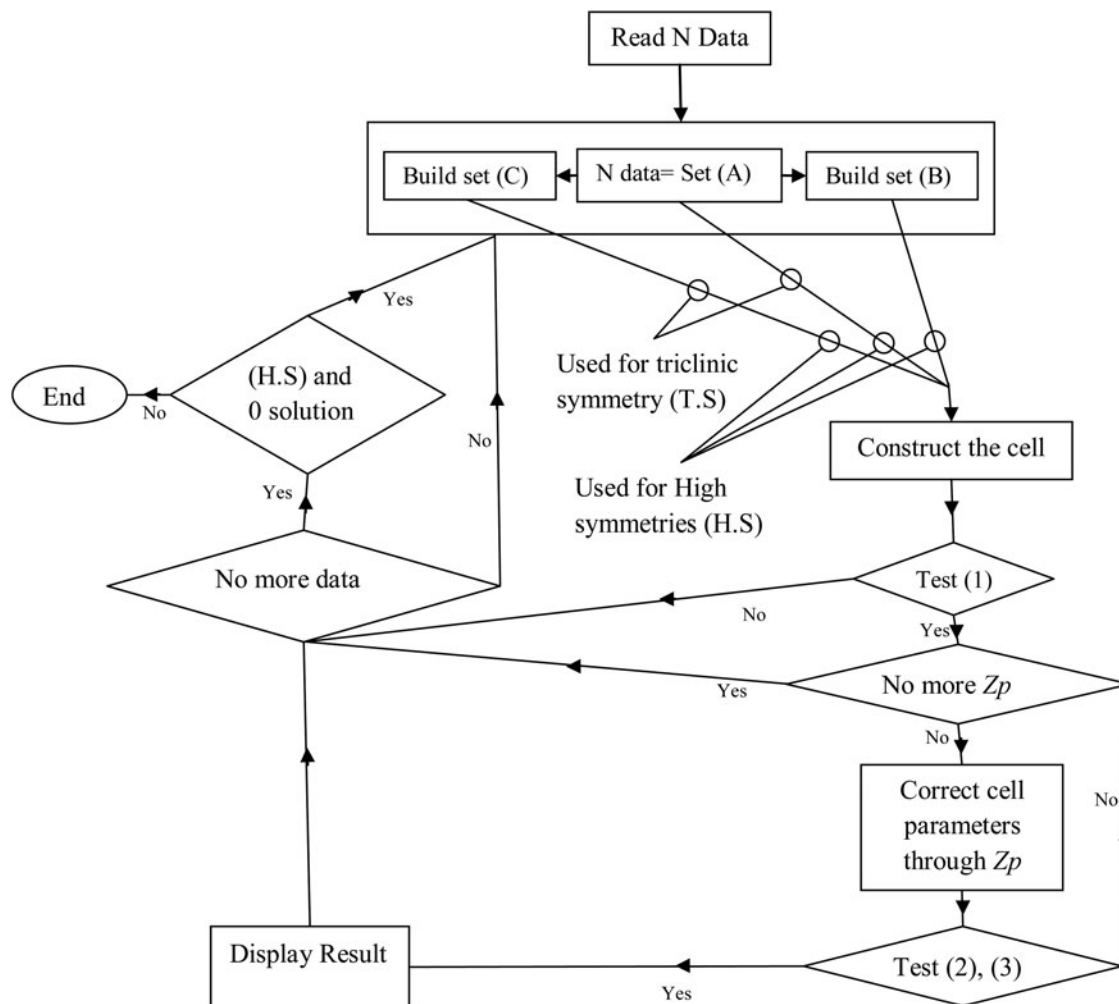 Read N Data
Build set (C)
N data= Set (A)
Build set (B)
Yes
(H.S) and
0 solution
End
No
Used for triclinic
symmetry (T.S)
No
Construct the cell
Used for High
symmetries (H.S)
Yes
No more data
Test (1)
No
Yes
No more Zp
Yes
No
Correct cell
parameters
through Zp
No
Display Result
Test (2), (3)
Yes